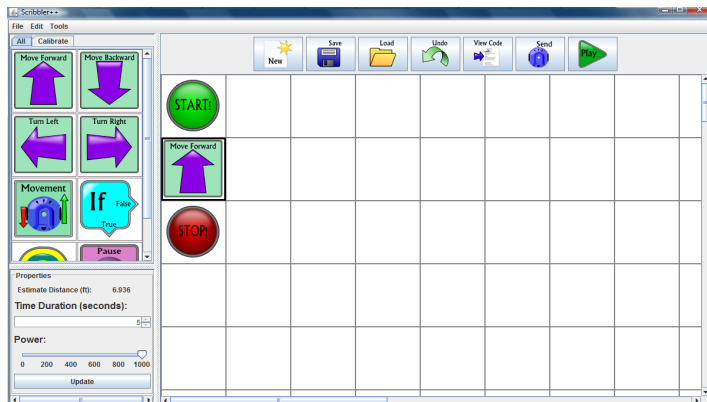 Scribbler++
File Edit Tools
All Calibrate
Move Forward Move Backward
Turn Left Turn Right
Movement
If False
True
Pause
New Save Load Undo View Code Send Play
START!
Move Forward
STOP!
Properties
Estimate Distance (ft): 6.936
Time Duration (seconds):
5
Power:
0 200 400 600 800 1000
Update